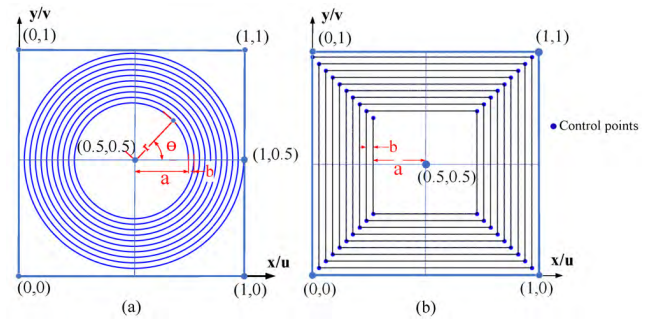 y/v
(0,1)
(1,1)
(0.5,0.5)
r
ө
(1,0.5)
a
b
x/u
(0,0)
(1,0)
(a)
y/v
(0,1)
(1,1)
Control points
b
a
(0.5,0.5)
x/u
(0,0)
(1,0)
(b)